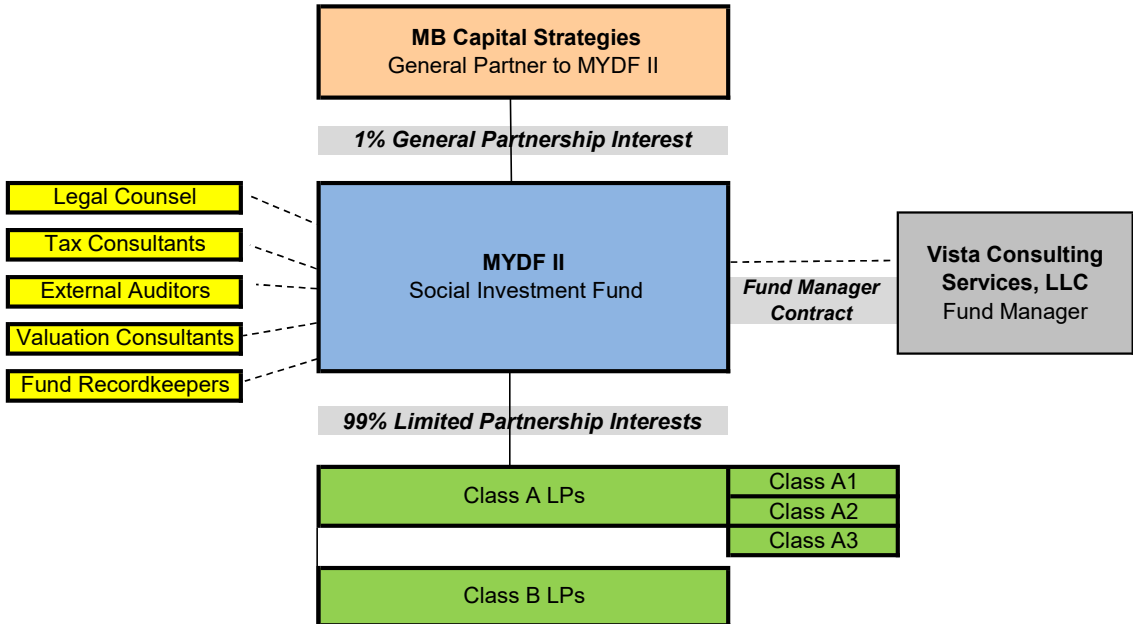 MB Capital Strategies
General Partner to MYDF II
1% General Partnership Interest
Legal Counsel
Tax Consultants
External Auditors
Valuation Consultants
Fund Recordkeepers
MYDF II
Social Investment Fund
Fund Manager
Contract
Vista Consulting
Services, LLC
Fund Manager
99% Limited Partnership Interests
Class A LPs
Class A1
Class A2
Class A3
Class B LPs